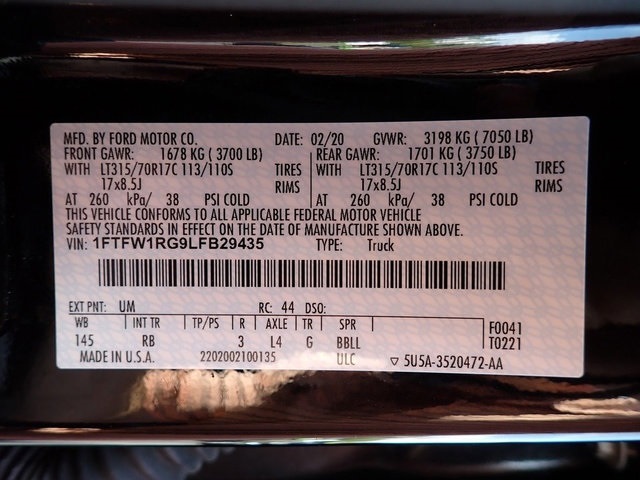 MFD. BY FORD MOTOR CO. DATE: 02/20 GVWR: 3198 KG (7050 LB)
FRONT GAWR: 1678 KG (3700 LB) REAR GAWR: 1701 KG (3750 LB)
WITH LT315/70R17C 113/110S TIRES WITH LT315/70R17C 113/110S TIRES
17x8.5J RIMS 17x8.5J RIMS
AT 260 kPa/ 38 PSI COLD AT 260 kPa/ 38 PSI COLD
THIS VEHICLE CONFORMS TO ALL APPLICABLE FEDERAL MOTOR VEHICLE
SAFETY STANDARDS IN EFFECT ON THE DATE OF MANUFACTURE SHOWN ABOVE.
VIN: 1FTFW1RG9LFB29435 TYPE: Truck
EXT PNT: UM RC: 44 DSO:
WB INT TR TP/PS R AXLE TR SPR F0041
145 RB 3 L4 G BBLL T0221
MADE IN U.S.A. 2202002100135 ULC ▽ 5U5A-3520472-AA